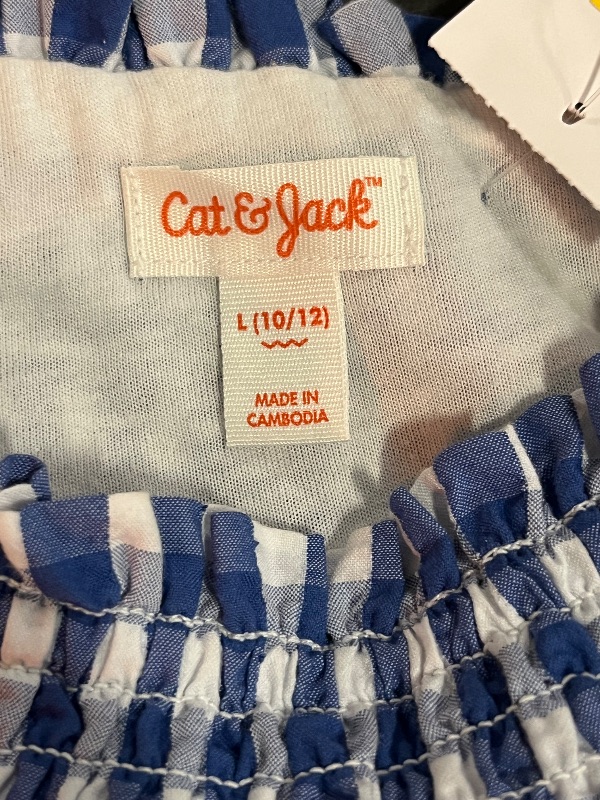 Cat & Jack™
L (10/12)
MADE IN
CAMBODIA